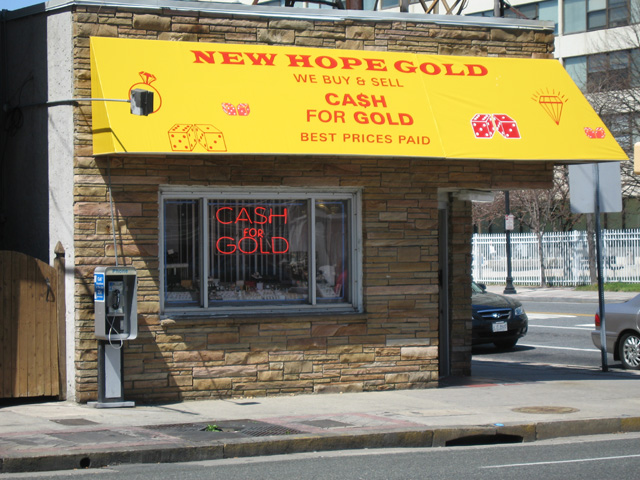 NEW HOPE GOLD
WE BUY & SELL
CA$H
FOR GOLD
BEST PRICES PAID
CASH
FOR
GOLD